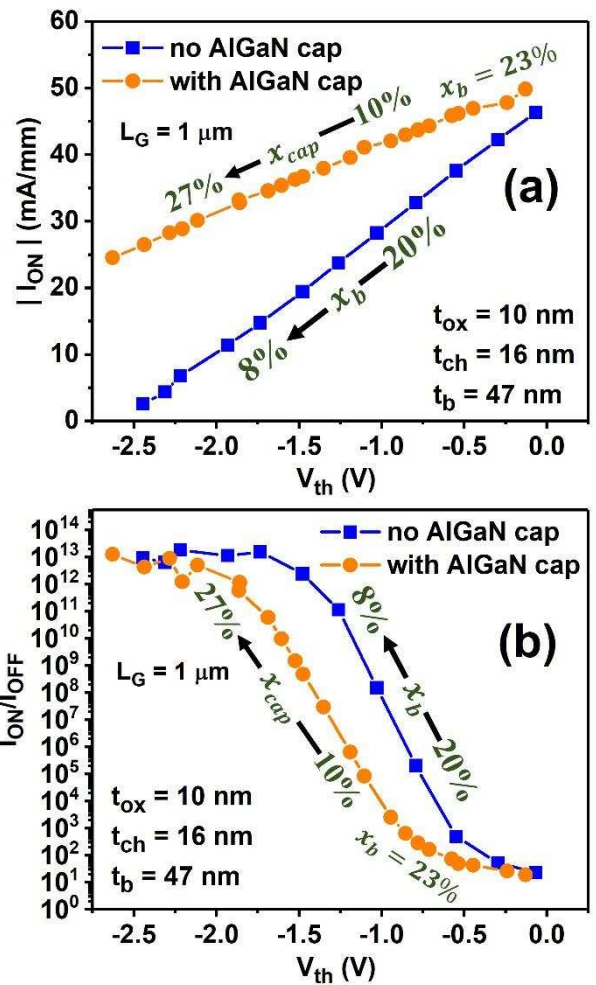 no AlGaN cap
with AlGaN cap
L_G = 1 μm
x_b = 23%
10%
x_cap
27%
(a)
20%
x_b
8%
t_ox = 10 nm
t_ch = 16 nm
t_b = 47 nm
| I_ON | (mA/mm)
60
50
40
30
20
10
0
-2.5 -2.0 -1.5 -1.0 -0.5 0.0
V_th (V)
no AlGaN cap
with AlGaN cap
27%
x_cap
10%
8%
x_b
20%
(b)
L_G = 1 μm
x_b = 23%
t_ox = 10 nm
t_ch = 16 nm
t_b = 47 nm
I_ON/I_OFF
10^14
10^13
10^12
10^11
10^10
10^9
10^8
10^7
10^6
10^5
10^4
10^3
10^2
10^1
10^0
-2.5 -2.0 -1.5 -1.0 -0.5 0.0
V_th (V)